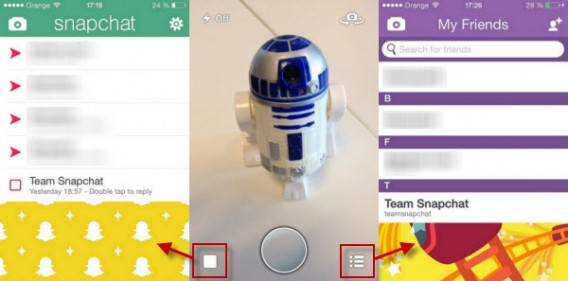 Orange 17:18 24 %
snapchat
Team Snapchat
Yesterday 18:57 - Double tap to reply
Off
Orange 17:26 28 %
My Friends
Search for friends
B
F
T
Team Snapchat
teamsnapchat